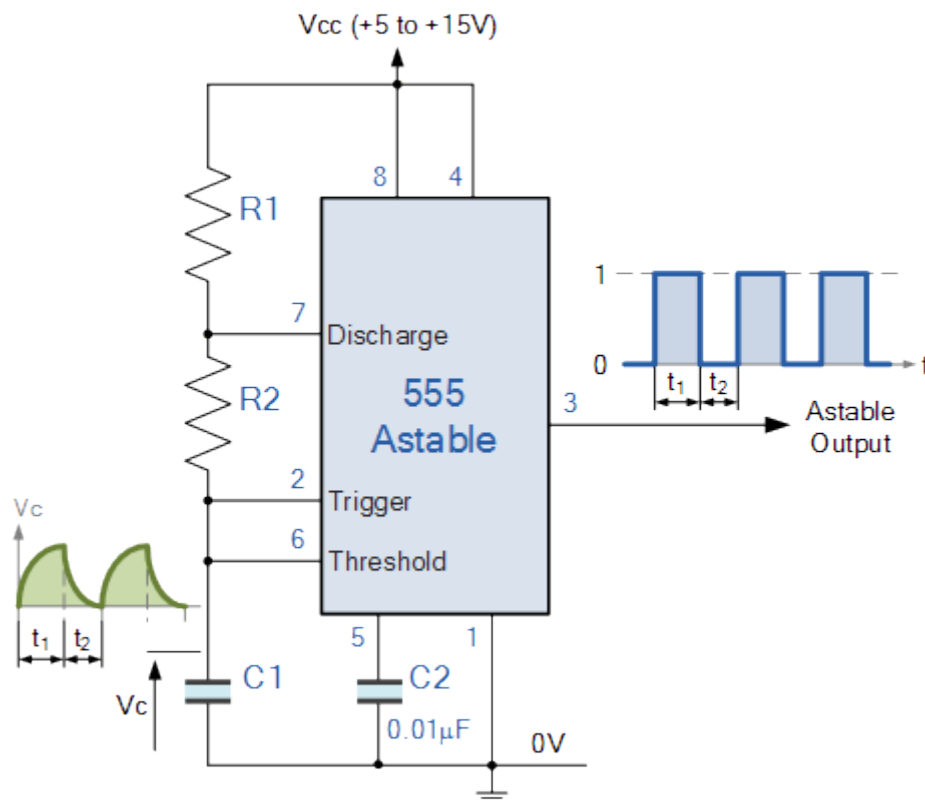 Vcc (+5 to +15V)
8
4
R1
7
Discharge
R2
555
Astable
3
1
0
t
t₁
t₂
Astable
Output
2
Trigger
6
Threshold
Vc
t₁
t₂
5
1
C1
C2
Vc
0.01µF
0V